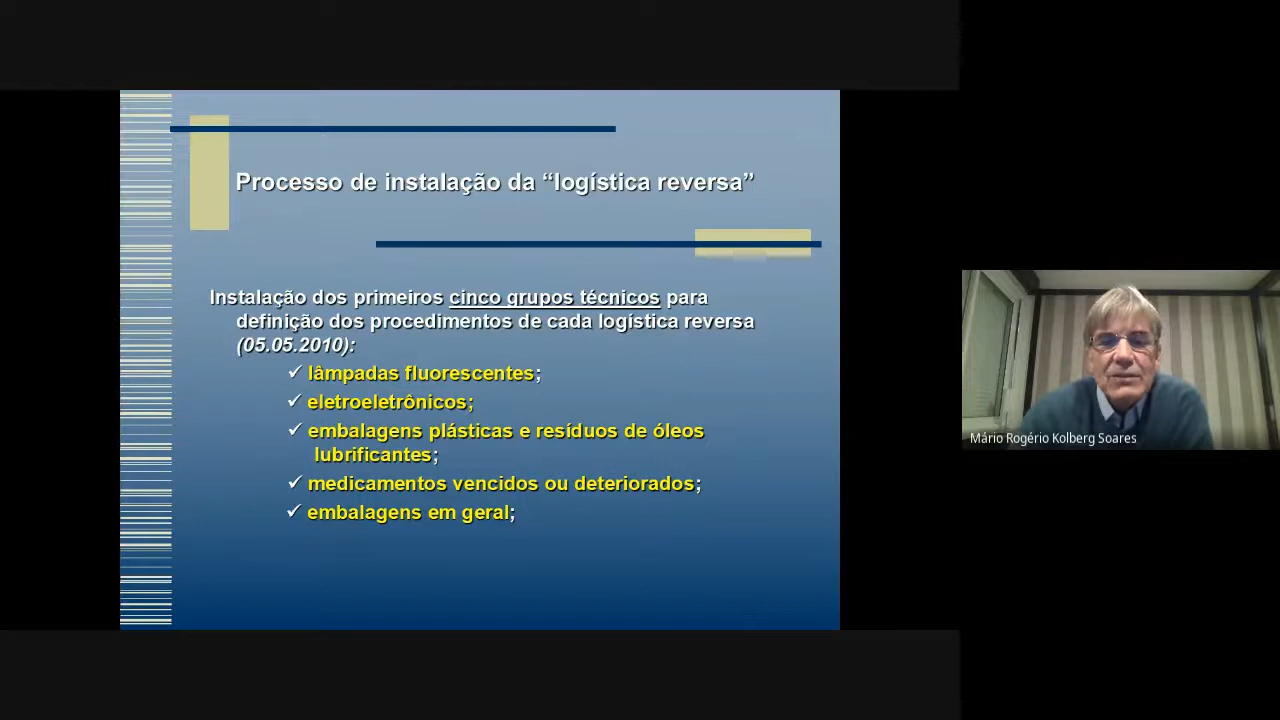 Processo de instalação da “logística reversa”
Instalação dos primeiros cinco grupos técnicos para
definição dos procedimentos de cada logística reversa
(05.05.2010):
✓ lâmpadas fluorescentes;
✓ eletroeletrônicos;
✓ embalagens plásticas e resíduos de óleos
lubrificantes;
✓ medicamentos vencidos ou deteriorados;
✓ embalagens em geral;
Mário Rogério Kolberg Soares